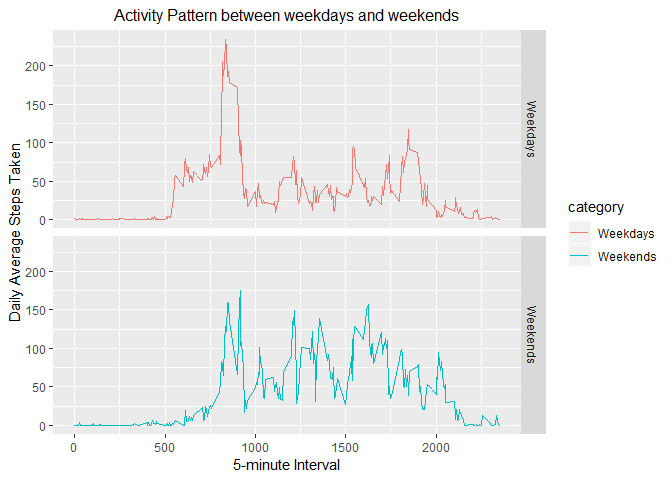 Activity Pattern between weekdays and weekends
Daily Average Steps Taken
200
150
100
50
0
Weekdays
200
150
100
50
0
Weekends
0 500 1000 1500 2000
5-minute Interval
category
Weekdays
Weekends